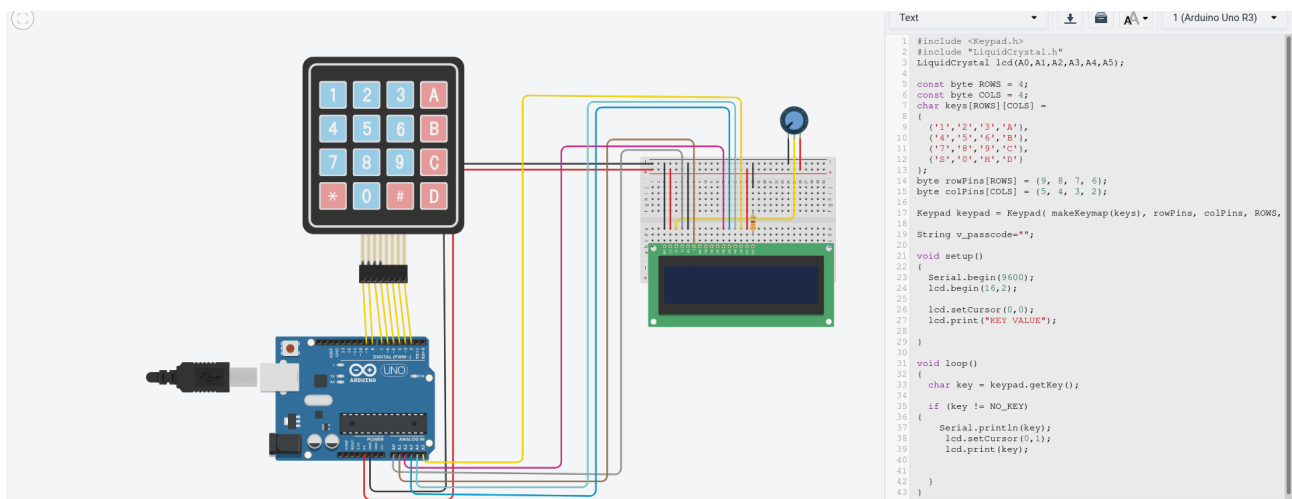 Text
1 (Arduino Uno R3)
1 2 3 A
4 5 6 B
7 8 9 C
* 0 # D
DIGITAL (PWM~)
UNO
ARDUINO
POWER
ANALOG IN
1 #include <Keypad.h>
2 #include "LiquidCrystal.h"
3 LiquidCrystal lcd(A0,A1,A2,A3,A4,A5);
4
5 const byte ROWS = 4;
6 const byte COLS = 4;
7 char keys[ROWS][COLS] =
8 {
9 {'1','2','3','A'},
10 {'4','5','6','B'},
11 {'7','8','9','C'},
12 {'S','0','H','D'}
13 };
14 byte rowPins[ROWS] = {9, 8, 7, 6};
15 byte colPins[COLS] = {5, 4, 3, 2};
16
17 Keypad keypad = Keypad( makeKeymap(keys), rowPins, colPins, ROWS,
18
19 String v_passcode="";
20
21 void setup()
22 {
23 Serial.begin(9600);
24 lcd.begin(16,2);
25
26 lcd.setCursor(0,0);
27 lcd.print("KEY VALUE");
28
29 }
30
31 void loop()
32 {
33 char key = keypad.getKey();
34
35 if (key != NO_KEY)
36 {
37 Serial.println(key);
38 lcd.setCursor(0,1);
39 lcd.print(key);
40
41
42 }
43 }